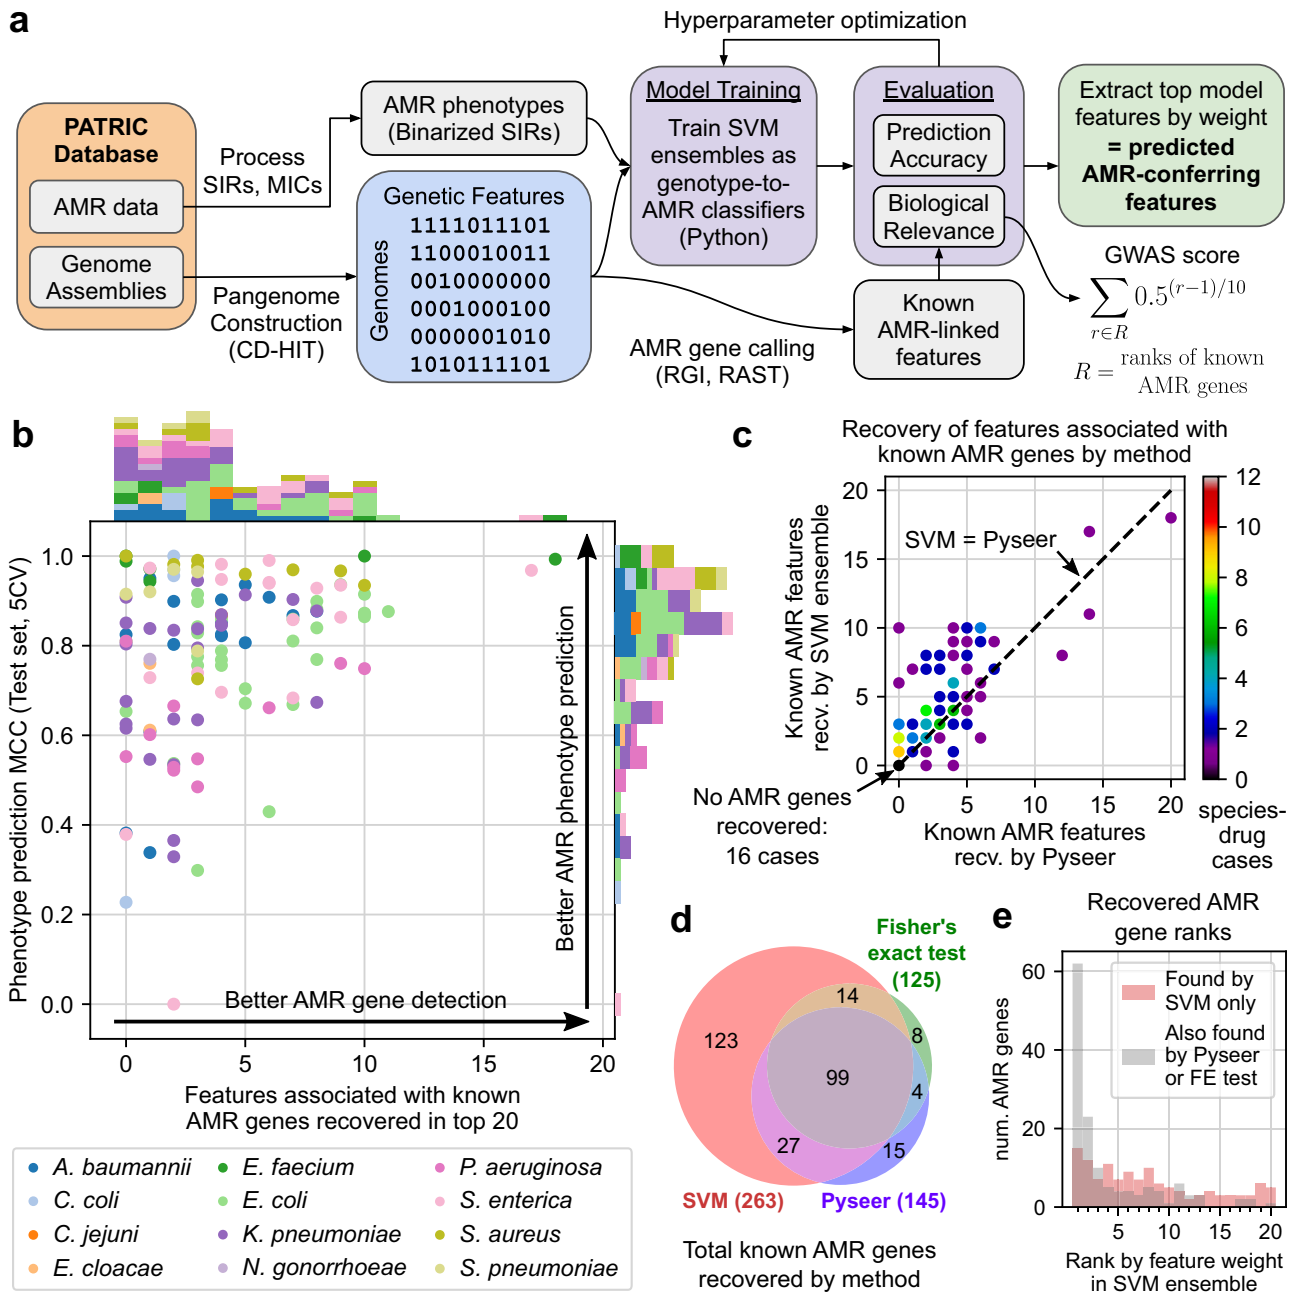 a
Hyperparameter optimization
PATRIC
Database
AMR data
Genome
Assemblies
Process
SIRs, MICs
Pangenome
Construction
(CD-HIT)
AMR phenotypes
(Binarized SIRs)
Genetic Features
Genomes
1111011101
1100010011
0010000000
0001000100
0000001010
1010111101
Model Training
Train SVM
ensembles as
genotype-to-
AMR classifiers
(Python)
Evaluation
Prediction
Accuracy
Biological
Relevance
AMR gene calling
(RGI, RAST)
Known
AMR-linked
features
Extract top model
features by weight
= predicted
AMR-conferring
features
GWAS score
∑ 0.5^(r−1)/10
r∈R
R = ranks of known
AMR genes
b
Phenotype prediction MCC (Test set, 5CV)
1.0
0.8
0.6
0.4
0.2
0.0
Better AMR phenotype prediction
Better AMR gene detection
0 5 10 15 20
Features associated with known
AMR genes recovered in top 20
A. baumannii
C. coli
C. jejuni
E. cloacae
E. faecium
E. coli
K. pneumoniae
N. gonorrhoeae
P. aeruginosa
S. enterica
S. aureus
S. pneumoniae
c
Recovery of features associated with
known AMR genes by method
Known AMR features
recv. by SVM ensemble
20
15
10
5
0
SVM = Pyseer
0 5 10 15 20
Known AMR features
recv. by Pyseer
No AMR genes
recovered:
16 cases
12
10
8
6
4
2
0
species-
drug
cases
d
Fisher's
exact test
(125)
14
8
123
99
4
27
15
SVM (263)
Pyseer (145)
Total known AMR genes
recovered by method
e
Recovered AMR
gene ranks
num. AMR genes
60
40
20
0
Found by
SVM only
Also found
by Pyseer
or FE test
5 10 15 20
Rank by feature weight
in SVM ensemble